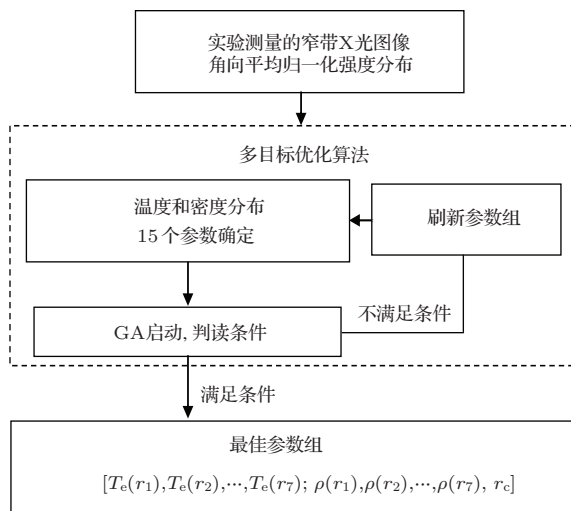 实验测量的窄带X光图像
角向平均归一化强度分布
多目标优化算法
温度和密度分布
15个参数确定
刷新参数组
不满足条件
GA启动, 判读条件
满足条件
最佳参数组
[Te(r1),Te(r2),···,Te(r7); ρ(r1),ρ(r2),···,ρ(r7), rc]